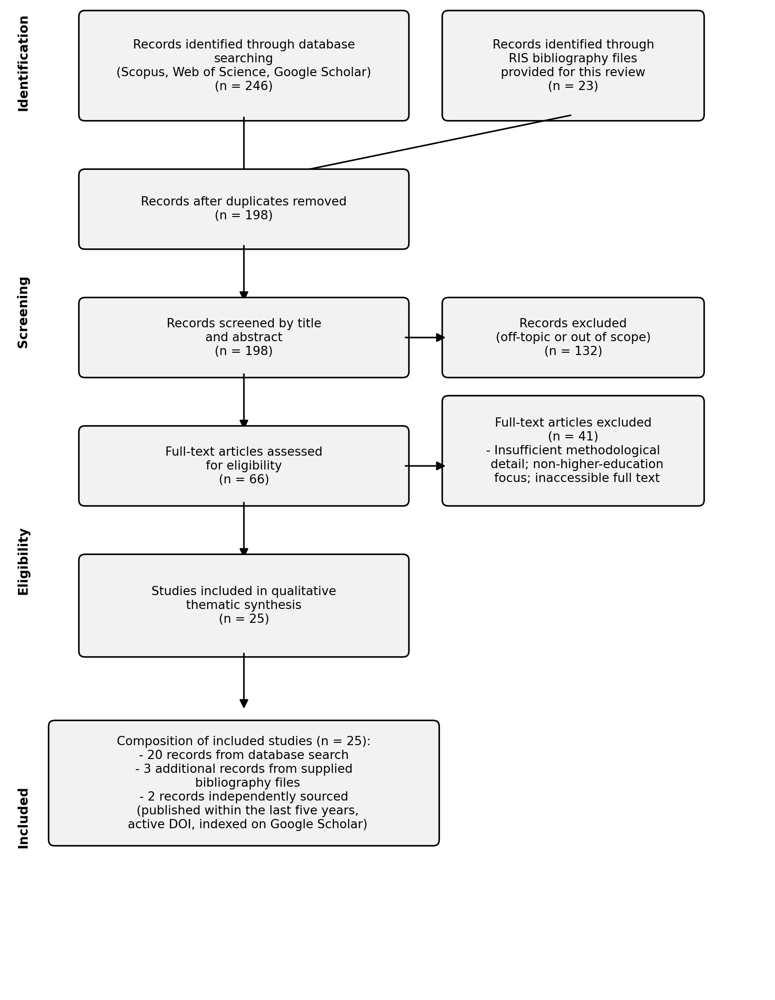 Identification
Records identified through database
searching
(Scopus, Web of Science, Google Scholar)
(n = 246)
Records identified through
RIS bibliography files
provided for this review
(n = 23)
Records after duplicates removed
(n = 198)
Screening
Records screened by title
and abstract
(n = 198)
Records excluded
(off-topic or out of scope)
(n = 132)
Full-text articles assessed
for eligibility
(n = 66)
Full-text articles excluded
(n = 41)
- Insufficient methodological
detail; non-higher-education
focus; inaccessible full text
Eligibility
Studies included in qualitative
thematic synthesis
(n = 25)
Included
Composition of included studies (n = 25):
- 20 records from database search
- 3 additional records from supplied
bibliography files
- 2 records independently sourced
(published within the last five years,
active DOI, indexed on Google Scholar)